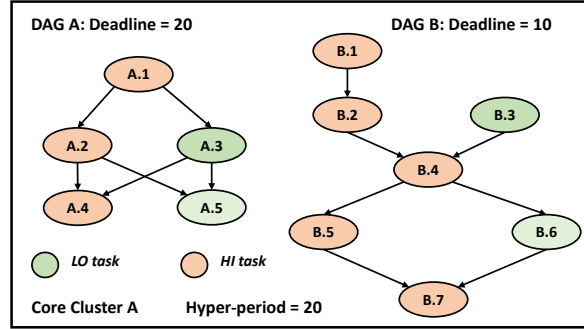 DAG A: Deadline = 20
DAG B: Deadline = 10
A.1
A.2
A.3
A.4
A.5
B.1
B.2
B.3
B.4
B.5
B.6
B.7
LO task
HI task
Core Cluster A
Hyper-period = 20